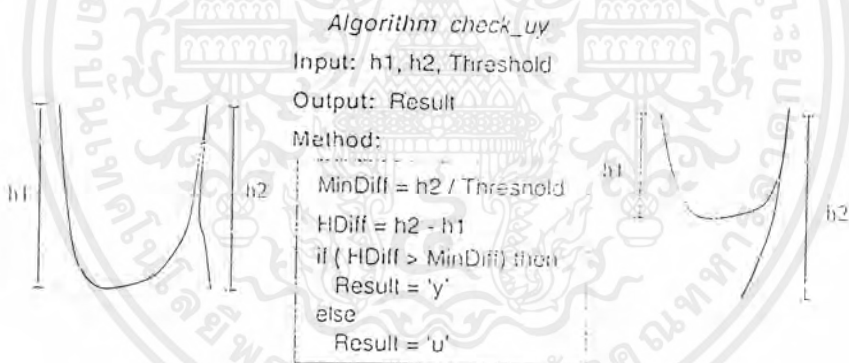 Algorithm check_uy
Input: h1, h2, Threshold
Output: Result
Method:
MinDiff = h2 / Threshold
HDiff = h2 - h1
if ( HDiff > MinDiff) then
Result = 'y'
else
Result = 'u'
h1
h2
h1
h2